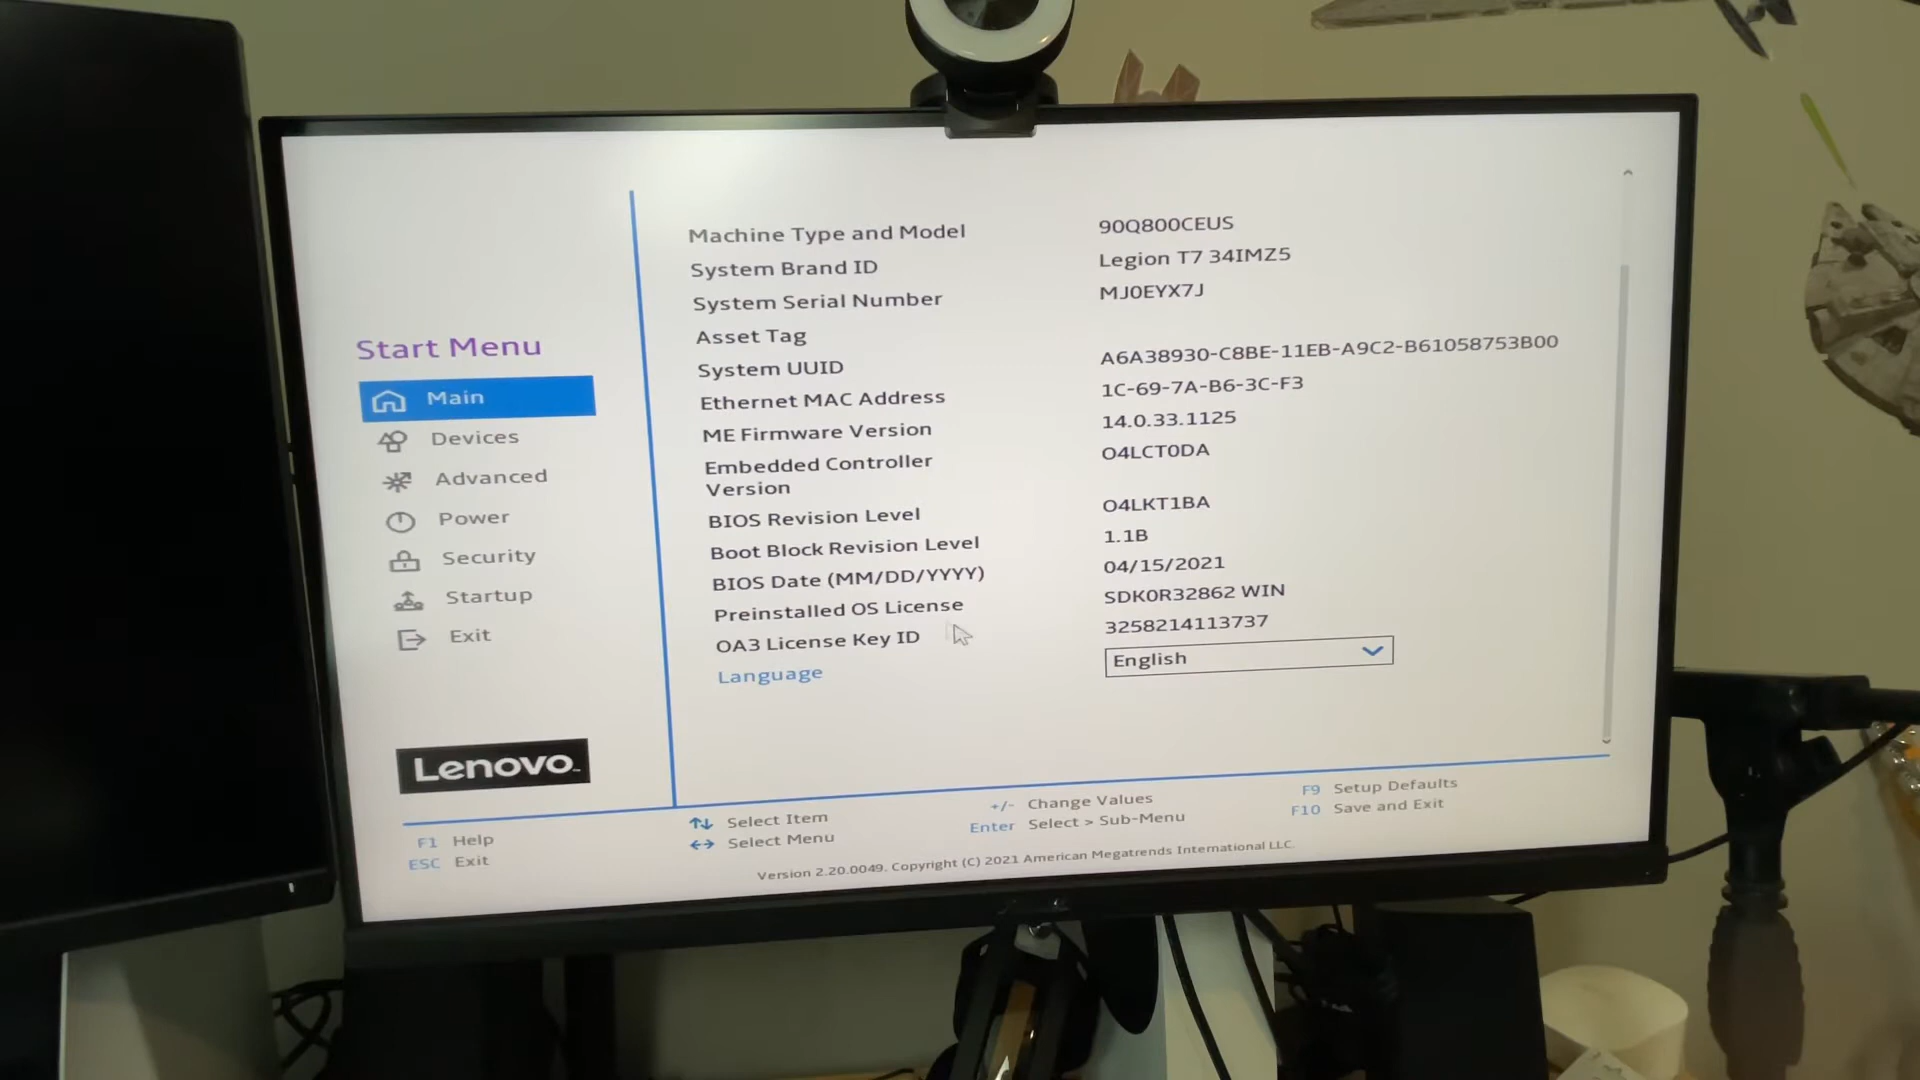 Start Menu
Main
Devices
Advanced
Power
Security
Startup
Exit
Lenovo
Machine Type and Model 90Q800CEUS
System Brand ID Legion T7 34IMZ5
System Serial Number MJ0EYX7J
Asset Tag
System UUID A6A38930-C8BE-11EB-A9C2-B61058753B00
Ethernet MAC Address 1C-69-7A-B6-3C-F3
ME Firmware Version 14.0.33.1125
Embedded Controller O4LCT0DA
Version
BIOS Revision Level O4LKT1BA
Boot Block Revision Level 1.1B
BIOS Date (MM/DD/YYYY) 04/15/2021
Preinstalled OS License SDK0R32862 WIN
OA3 License Key ID 3258214113737
Language English
F1 Help
ESC Exit
↑↓ Select Item
↔ Select Menu
+/- Change Values
Enter Select > Sub-Menu
F9 Setup Defaults
F10 Save and Exit
Version 2.20.0049. Copyright (C) 2021 American Megatrends International LLC.